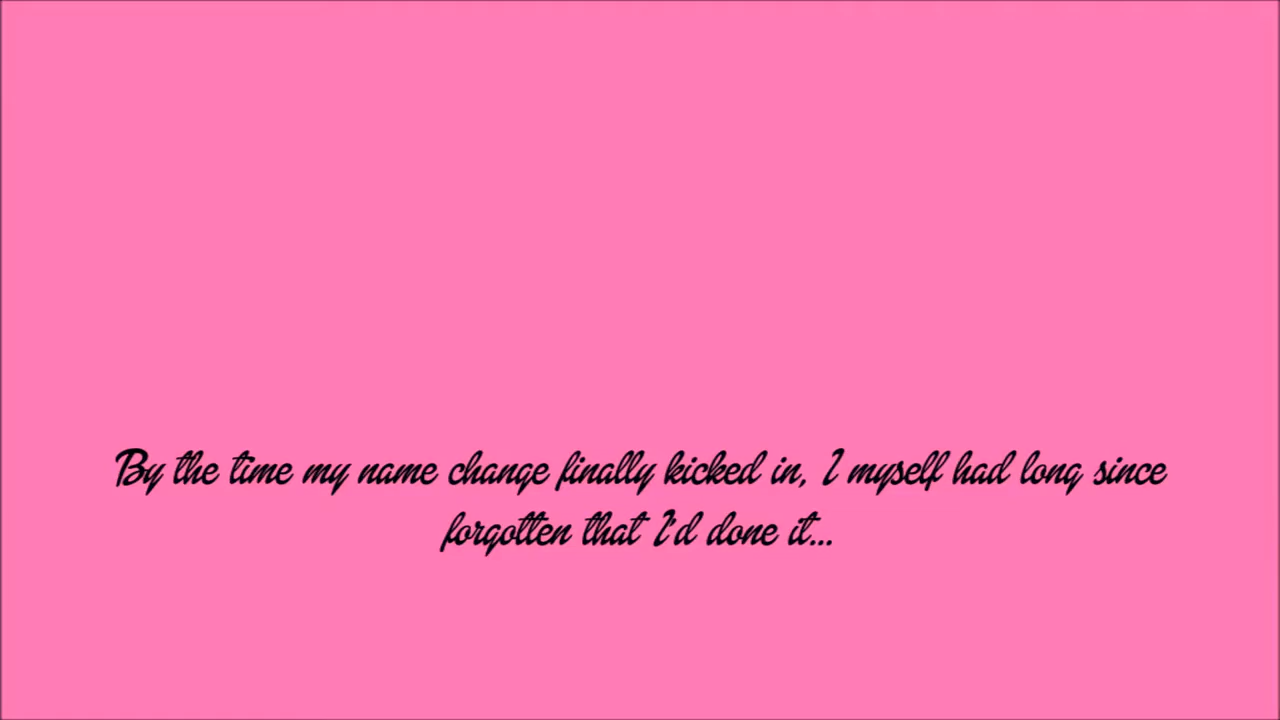 By the time my name change finally kicked in, I myself had long since
forgotten that I'd done it...